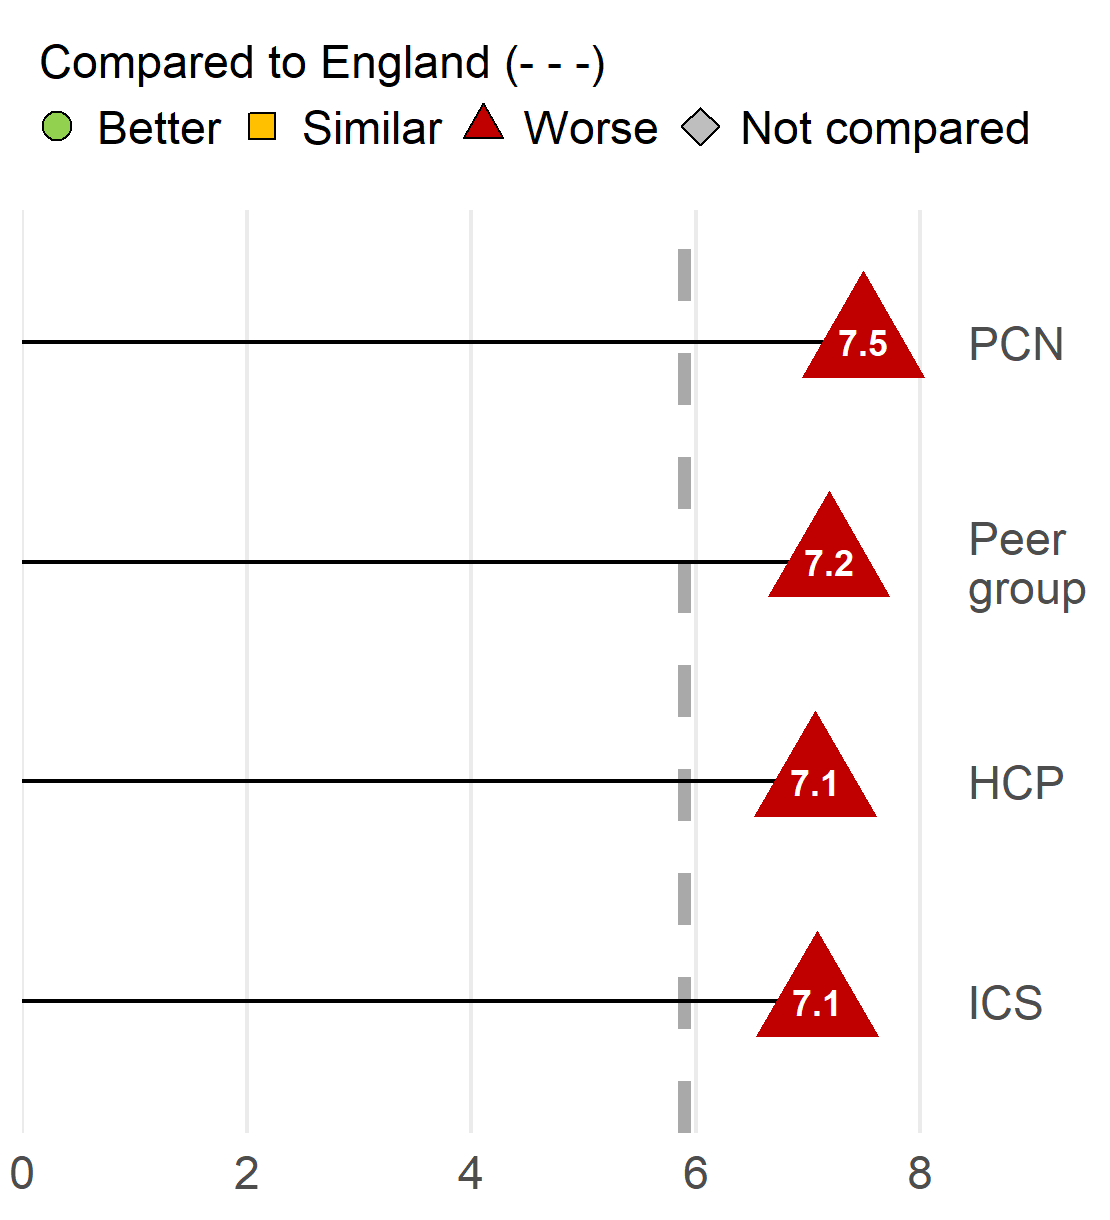 Compared to England (- - -)
Better Similar Worse Not compared
7.5 PCN
7.2 Peer
group
7.1 HCP
7.1 ICS
0 2 4 6 8